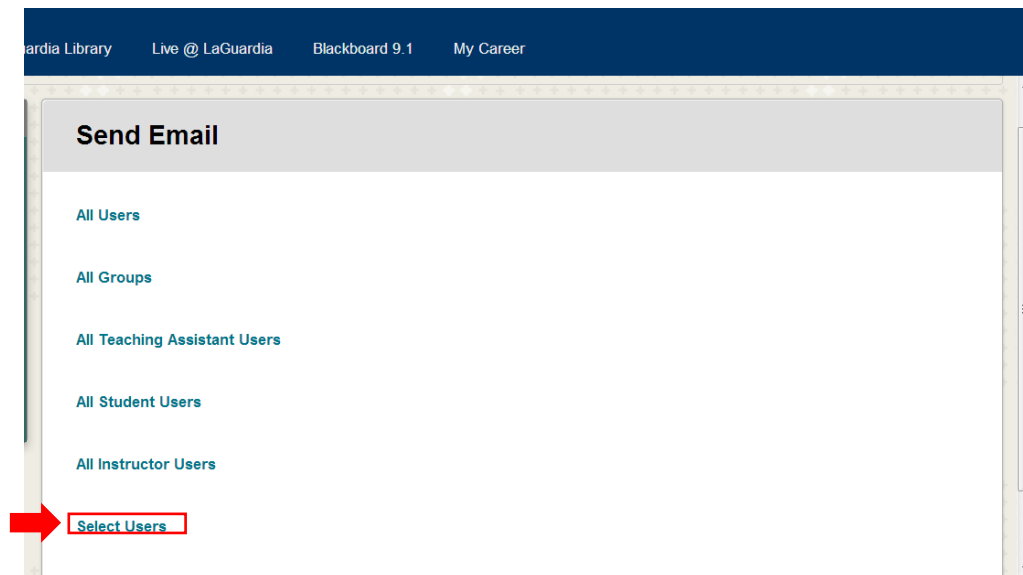 ardia Library Live @ LaGuardia Blackboard 9.1 My Career
Send Email
All Users
All Groups
All Teaching Assistant Users
All Student Users
All Instructor Users
Select Users